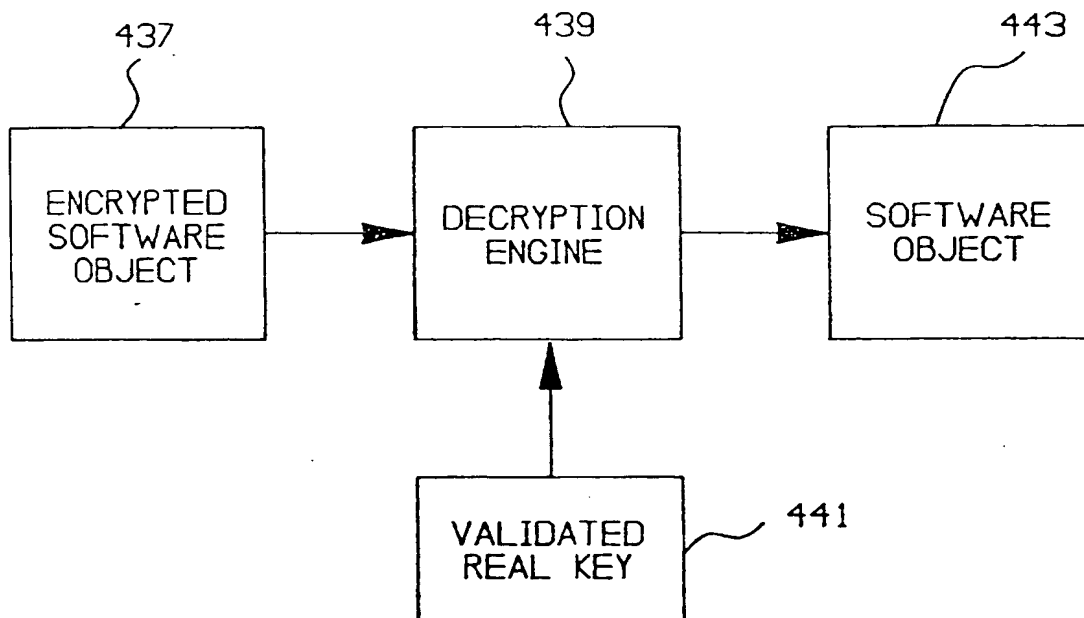 437
439
443
ENCRYPTED
SOFTWARE
OBJECT
DECRYPTION
ENGINE
SOFTWARE
OBJECT
VALIDATED
REAL KEY
441